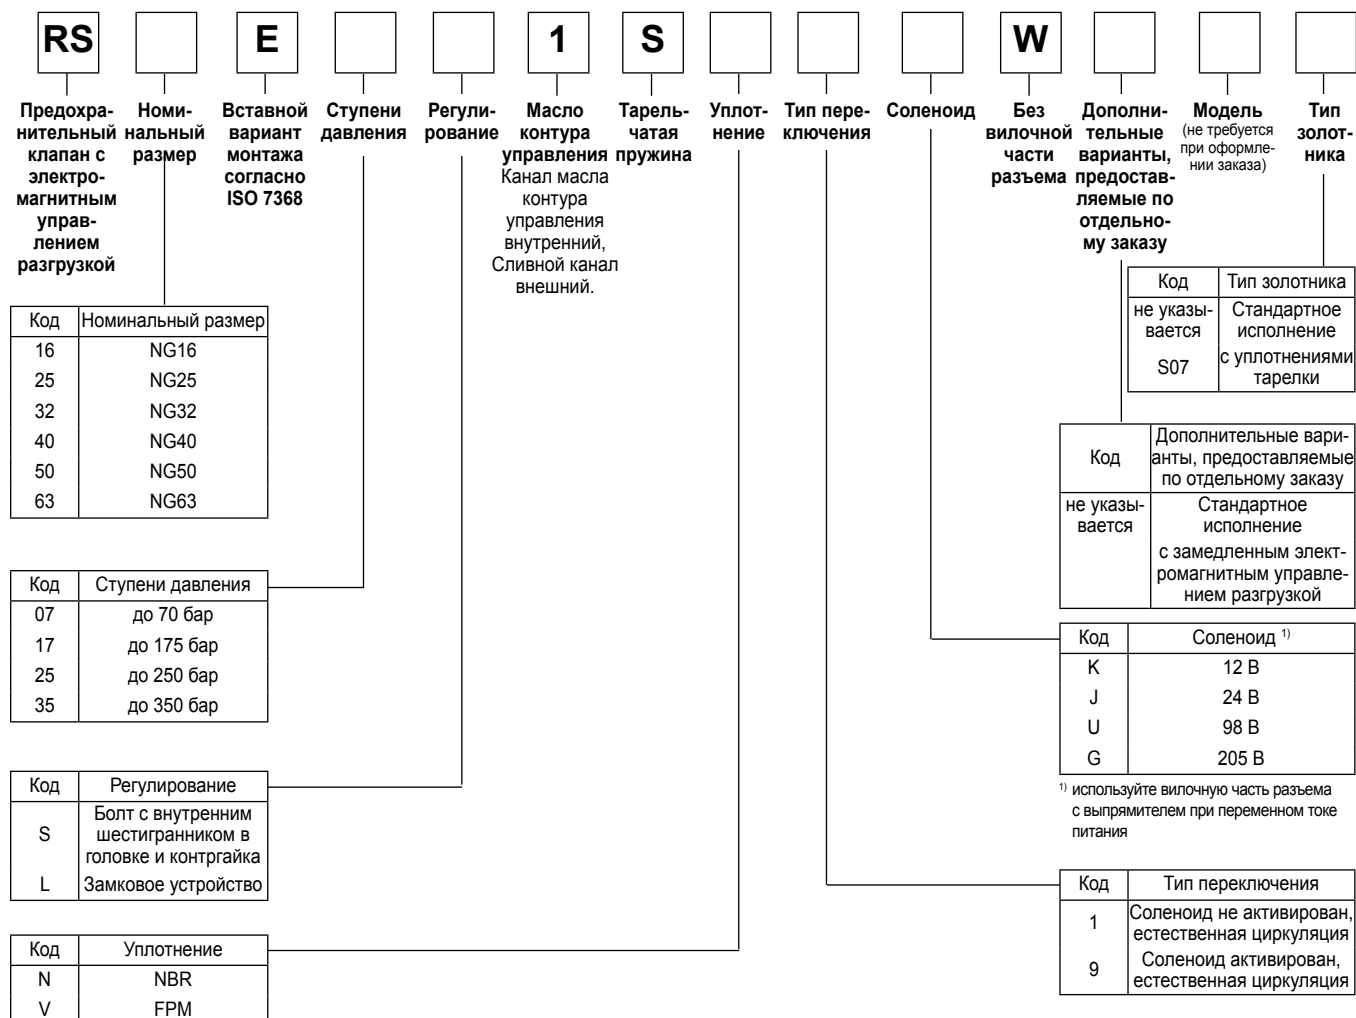 RS E 1 S W
Предохра-
нительный
клапан с
электро-
магнитным
управ-
лением
разгрузкой
Номи-
нальный
размер
Вставной
вариант
монтажа
согласно
ISO 7368
Ступени
давления
Регули-
рование
Масло
контура
управления
Канал масла
контура
управления
внутренний,
Сливной канал
внешний.
Тарель-
чатая
пружина
Уплот-
нение
Тип пере-
ключения
Соленоид
Без
вилочной
части
разъема
Дополни-
тельные
варианты,
предостав-
ляемые по
отдельно-
му заказу
Модель
(не требуется
при оформле-
нии заказа)
Тип
золот-
ника
Код Тип золотника
не указы-
вается
Стандартное
исполнение
S07
с уплотнениями
тарелки
Код Номинальный размер
16 NG16
25 NG25
32 NG32
40 NG40
50 NG50
63 NG63
Код
Дополнительные вари-
анты, предоставляемые
по отдельному заказу
не указы-
вается
Стандартное
исполнение
с замедленным элект-
ромагнитным управле-
нием разгрузкой
Код Ступени давления
07 до 70 бар
17 до 175 бар
25 до 250 бар
35 до 350 бар
Код Соленоид 1)
K 12 В
J 24 В
U 98 В
G 205 В
1) используйте вилочную часть разъема
с выпрямителем при переменном токе
питания
Код Регулирование
S
Болт с внутренним
шестигранником в
головке и контргайка
L Замковое устройство
Код Тип переключения
1
Соленоид не активирован,
естественная циркуляция
9
Соленоид активирован,
естественная циркуляция
Код Уплотнение
N NBR
V FPM